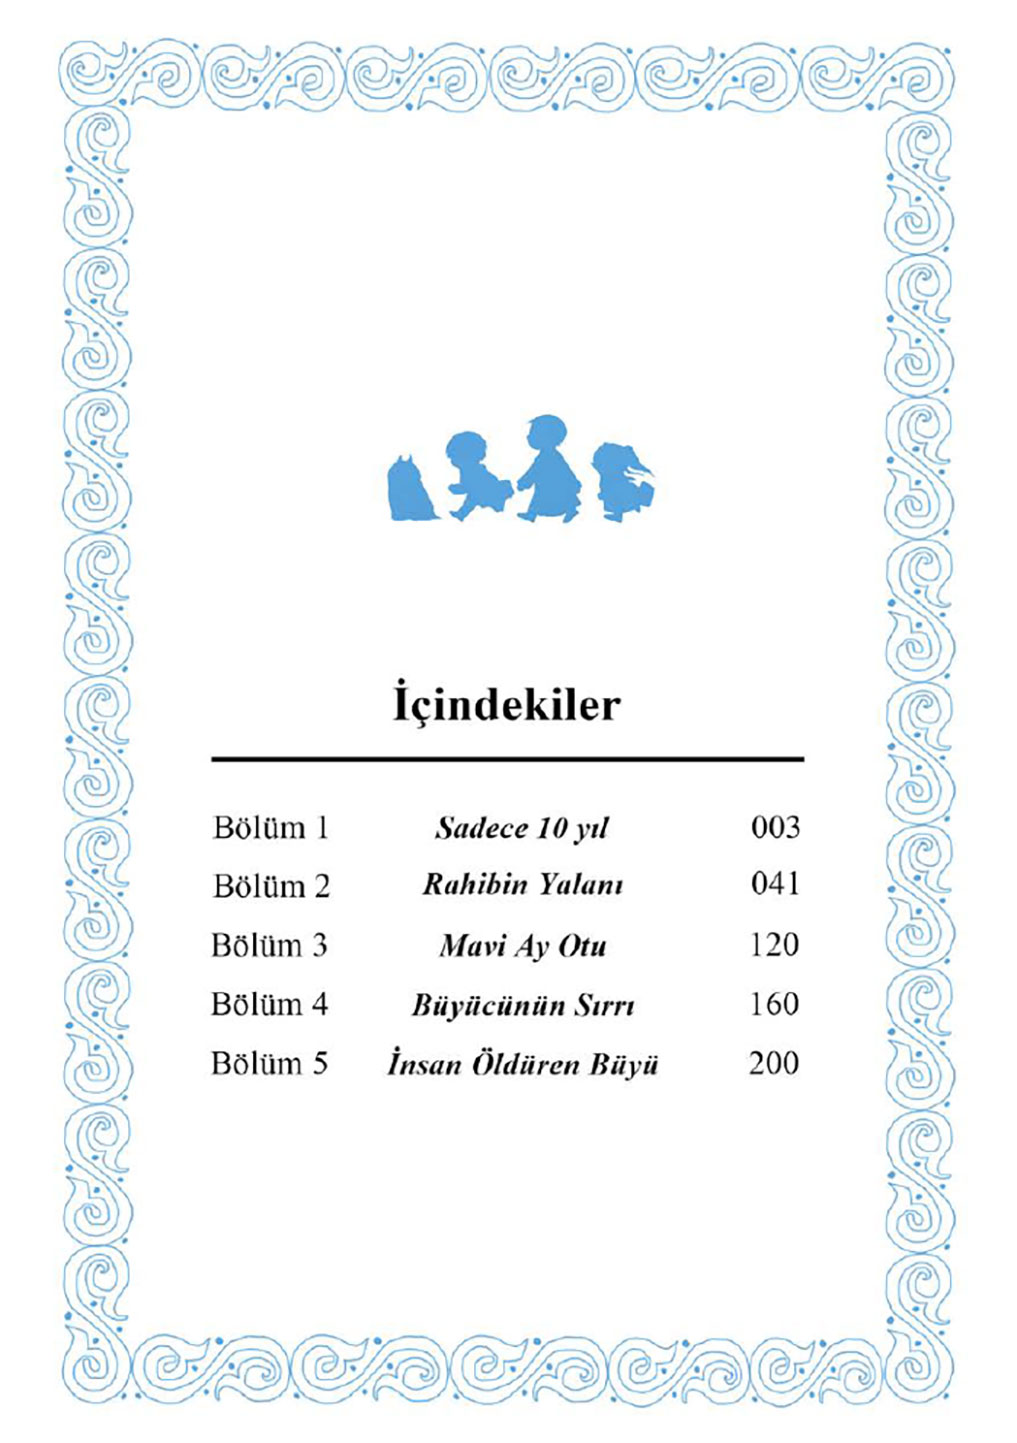 İçindekiler
Bölüm 1 Sadece 10 yıl 003
Bölüm 2 Rahibin Yalanı 041
Bölüm 3 Mavi Ay Otu 120
Bölüm 4 Büyücünün Sırrı 160
Bölüm 5 İnsan Öldüren Büyü 200